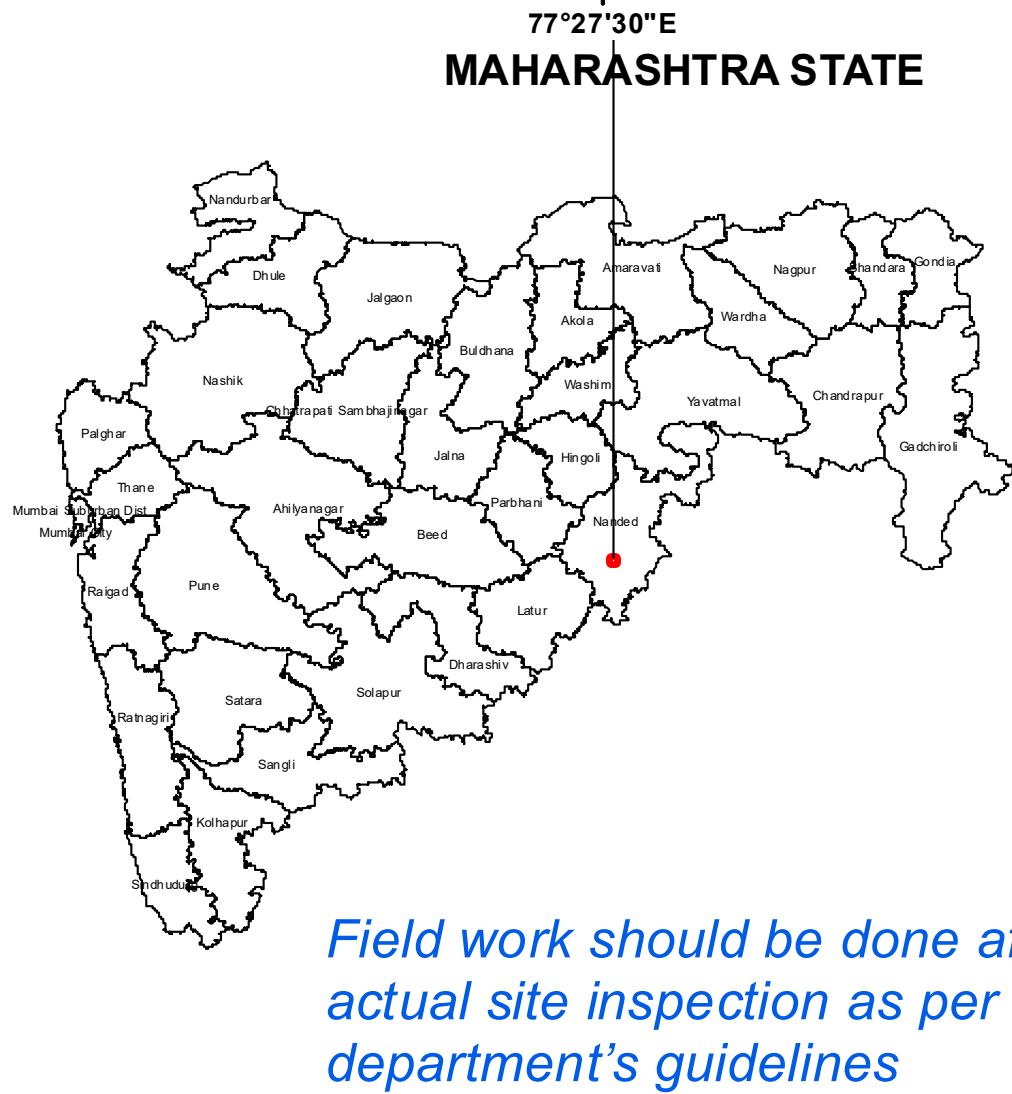 77°27'30"E
MAHARASHTRA STATE
Nandurbar
Dhule
Jalgaon
Amaravati
Nagpur
Bhandara
Gondia
Akola
Wardha
Buldhana
Nashik
Washim
Chhatrapati Sambhajinagar
Yavatmal
Chandrapur
Palghar
Jalna
Hingoli
Gadchiroli
Thane
Parbhani
Mumbai Suburban Dist
Ahilyanagar
Nanded
Mumbai City
Beed
Raigad
Pune
Latur
Dharashiv
Satara
Solapur
Ratnagiri
Sangli
Kolhapur
Sindhudurg
Field work should be done af
actual site inspection as per
department’s guidelines